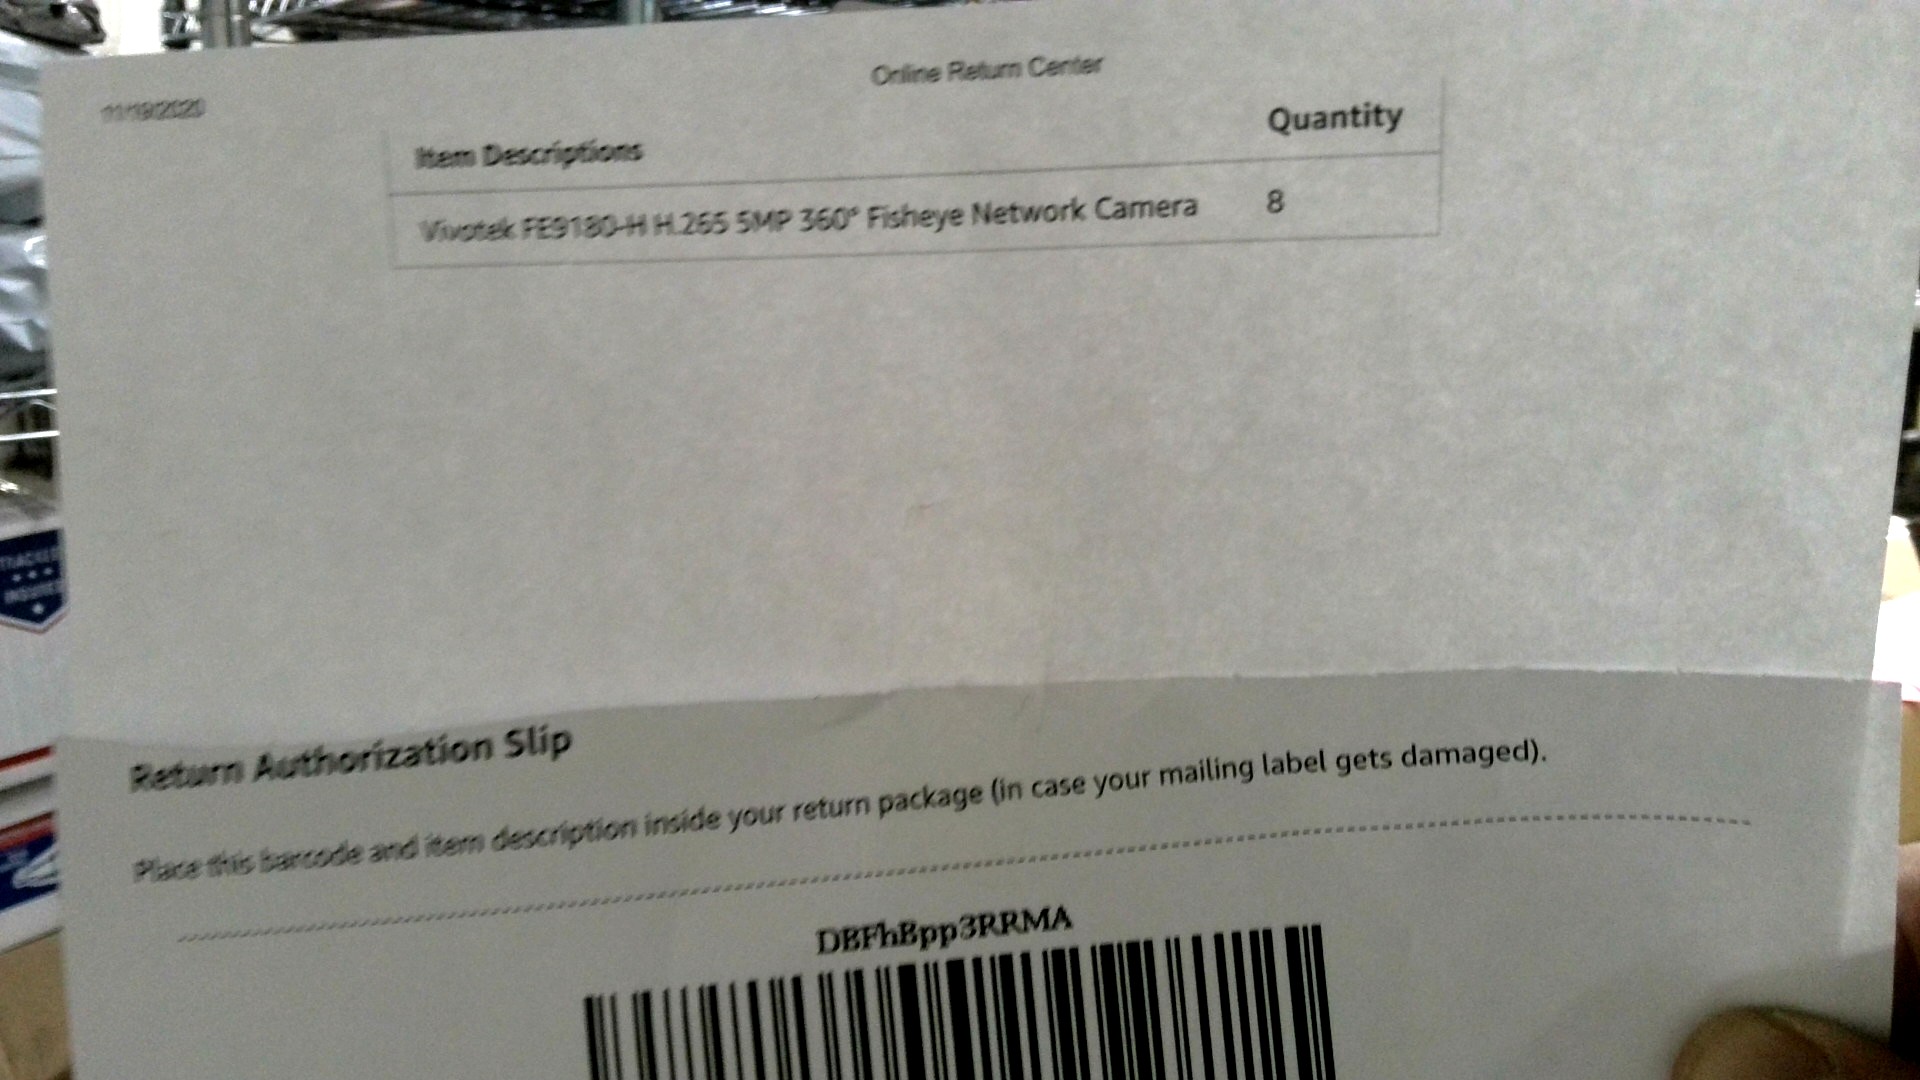 Online Return Center
11/19/2020
Item Descriptions Quantity
Vivotek FE9180-H H.265 5MP 360° Fisheye Network Camera 8
TRACKED
INSURED
Return Authorization Slip
Place this barcode and item description inside your return package (in case your mailing label gets damaged).
DBFhBpp3RRMA